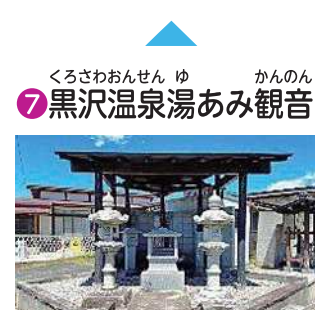 くろさわおんせん ゆ かんのん
❼黒沢温泉湯あみ観音